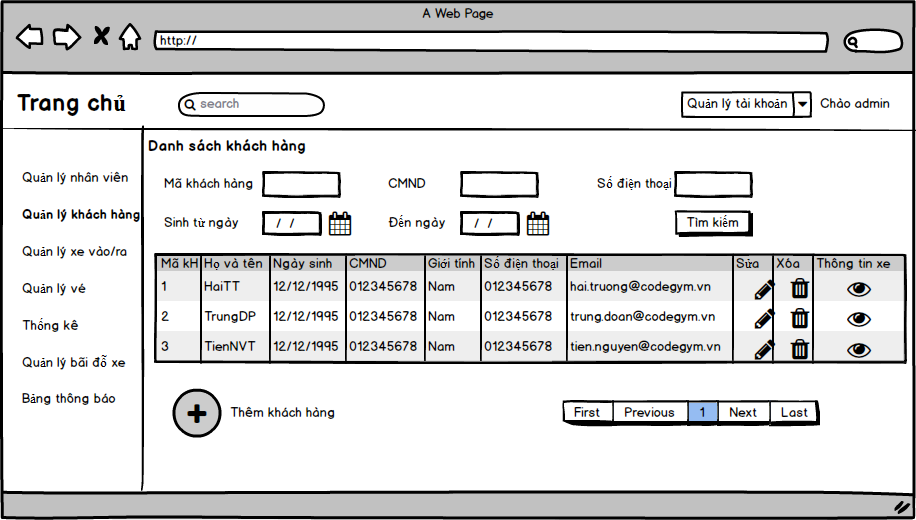 A Web Page
http://
Trang chủ
search
Quản lý tài khoản
Chào admin
Quản lý nhân viên
Quản lý khách hàng
Quản lý xe vào/ra
Quản lý vé
Thống kê
Quản lý bãi đỗ xe
Bảng thông báo
Danh sách khách hàng
Mã khách hàng CMND Số điện thoại
Sinh từ ngày / / Đến ngày / / Tìm kiếm
Mã kH Họ và tên Ngày sinh CMND Giới tính Số điện thoại Email Sửa Xóa Thông tin xe
1 HaiTT 12/12/1995 012345678 Nam 012345678 hai.truong@codegym.vn
2 TrungDP 12/12/1995 012345678 Nam 012345678 trung.doan@codegym.vn
3 TienNVT 12/12/1995 012345678 Nam 012345678 tien.nguyen@codegym.vn
Thêm khách hàng
First Previous 1 Next Last